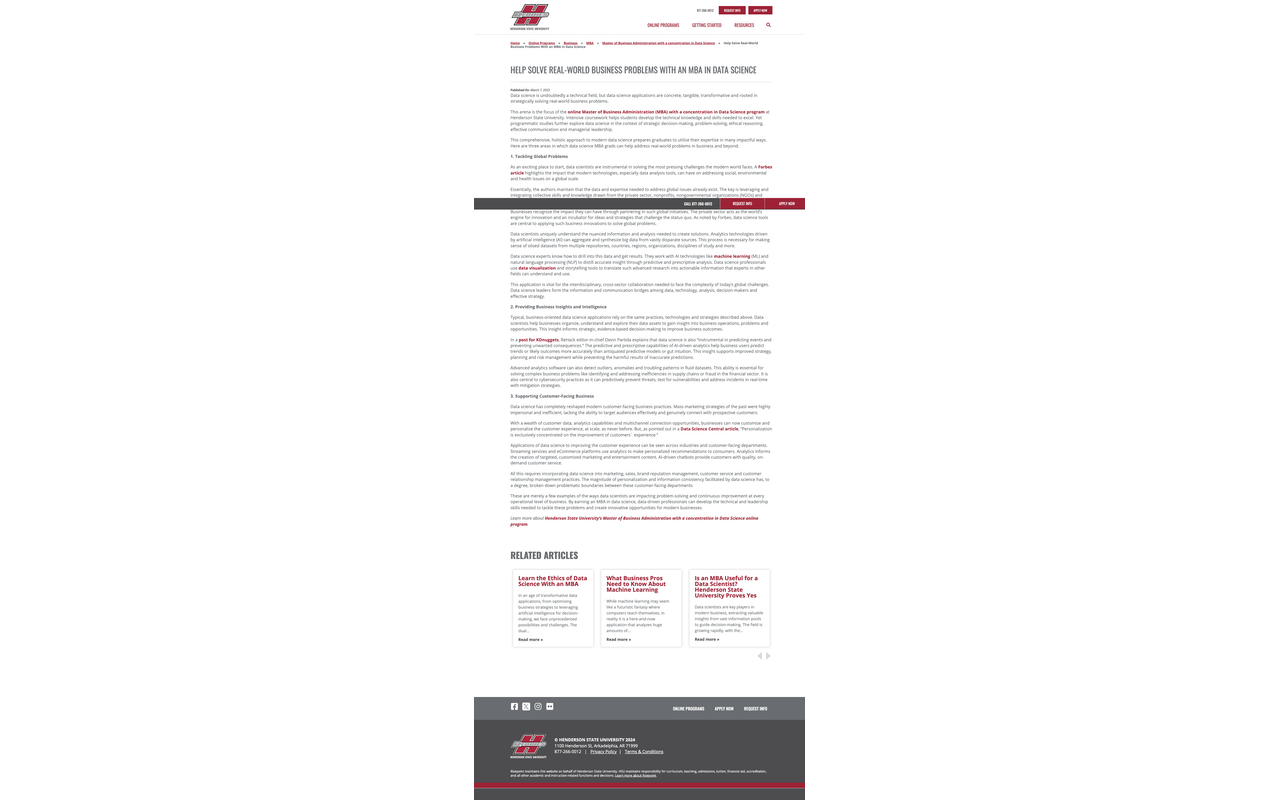 HENDERSON STATE UNIVERSITY
877-266-0012 REQUEST INFO APPLY NOW
ONLINE PROGRAMS GETTING STARTED RESOURCES
Home » Online Programs » Business » MBA » Master of Business Administration with a concentration in Data Science » Help Solve Real-World
Business Problems With an MBA in Data Science
HELP SOLVE REAL-WORLD BUSINESS PROBLEMS WITH AN MBA IN DATA SCIENCE
Published On: March 7, 2023
Data science is undoubtedly a technical field, but data science applications are concrete, tangible, transformative and rooted in
strategically solving real-world business problems.
This arena is the focus of the online Master of Business Administration (MBA) with a concentration in Data Science program at
Henderson State University. Intensive coursework helps students develop the technical knowledge and skills needed to excel. Yet
programmatic studies further explore data science in the context of strategic decision-making, problem-solving, ethical reasoning,
effective communication and managerial leadership.
This comprehensive, holistic approach to modern data science prepares graduates to utilize their expertise in many impactful ways.
Here are three areas in which data science MBA grads can help address real-world problems in business and beyond.
1. Tackling Global Problems
As an exciting place to start, data scientists are instrumental in solving the most pressing challenges the modern world faces. A Forbes
article highlights the impact that modern technologies, especially data analysis tools, can have on addressing social, environmental
and health issues on a global scale.
Essentially, the authors maintain that the data and expertise needed to address global issues already exist. The key is leveraging and
integrating collective skills and knowledge drawn from the private sector, nonprofits, nongovernmental organizations (NGOs) and
CALL 877-266-0012 REQUEST INFO APPLY NOW
Businesses recognize the impact they can have through partnering in such global initiatives. The private sector acts as the world's
engine for innovation and an incubator for ideas and strategies that challenge the status quo. As noted by Forbes, data science tools
are central to applying such business innovations to solve global problems.
Data scientists uniquely understand the nuanced information and analysis needed to create solutions. Analytics technologies driven
by artificial intelligence (AI) can aggregate and synthesize big data from vastly disparate sources. This process is necessary for making
sense of siloed datasets from multiple repositories, countries, regions, organizations, disciplines of study and more.
Data science experts know how to drill into this data and get results. They work with AI technologies like machine learning (ML) and
natural language processing (NLP) to distill accurate insight through predictive and prescriptive analysis. Data science professionals
use data visualization and storytelling tools to translate such advanced research into actionable information that experts in other
fields can understand and use.
This application is vital for the interdisciplinary, cross-sector collaboration needed to face the complexity of today's global challenges.
Data science leaders form the information and communication bridges among data, technology, analysis, decision-makers and
effective strategy.
2. Providing Business Insights and Intelligence
Typical, business-oriented data science applications rely on the same practices, technologies and strategies described above. Data
scientists help businesses organize, understand and explore their data assets to gain insight into business operations, problems and
opportunities. This insight informs strategic, evidence-based decision-making to improve business outcomes.
In a post for KDnuggets, ReHack editor-in-chief Devin Partida explains that data science is also "instrumental in predicting events and
preventing unwanted consequences." The predictive and prescriptive capabilities of AI-driven analytics help business users predict
trends or likely outcomes more accurately than antiquated predictive models or gut intuition. This insight supports improved strategy,
planning and risk management while preventing the harmful results of inaccurate predictions.
Advanced analytics software can also detect outliers, anomalies and troubling patterns in fluid datasets. This ability is essential for
solving complex business problems like identifying and addressing inefficiencies in supply chains or fraud in the financial sector. It is
also central to cybersecurity practices as it can predictively prevent threats, test for vulnerabilities and address incidents in real-time
with mitigation strategies.
3. Supporting Customer-Facing Business
Data science has completely reshaped modern customer-facing business practices. Mass marketing strategies of the past were highly
impersonal and inefficient, lacking the ability to target audiences effectively and genuinely connect with prospective customers.
With a wealth of customer data, analytics capabilities and multichannel connection opportunities, businesses can now customize and
personalize the customer experience, at scale, as never before. But, as pointed out in a Data Science Central article, "Personalization
is exclusively concentrated on the improvement of customers' experience."
Applications of data science to improving the customer experience can be seen across industries and customer-facing departments.
Streaming services and eCommerce platforms use analytics to make personalized recommendations to consumers. Analytics informs
the creation of targeted, customized marketing and entertainment content. AI-driven chatbots provide customers with quality, on-
demand customer service.
All this requires incorporating data science into marketing, sales, brand reputation management, customer service and customer
relationship management practices. The magnitude of personalization and information consistency facilitated by data science has, to
a degree, broken down problematic boundaries between these customer-facing departments.
These are merely a few examples of the ways data scientists are impacting problem-solving and continuous improvement at every
operational level of business. By earning an MBA in data science, data-driven professionals can develop the technical and leadership
skills needed to tackle these problems and create innovative opportunities for modern businesses.
Learn more about Henderson State University's Master of Business Administration with a concentration in Data Science online
program.
RELATED ARTICLES
Learn the Ethics of Data
Science With an MBA
In an age of transformative data
applications, from optimizing
business strategies to leveraging
artificial intelligence for decision-
making, we face unprecedented
possibilities and challenges. The
dual...
Read more »
What Business Pros
Need to Know About
Machine Learning
While machine learning may seem
like a futuristic fantasy where
computers teach themselves, in
reality it is a here-and-now
application that analyzes huge
amounts of...
Read more »
Is an MBA Useful for a
Data Scientist?
Henderson State
University Proves Yes
Data scientists are key players in
modern business, extracting valuable
insights from vast information pools
to guide decision-making. The field is
growing rapidly, with the...
Read more »
ONLINE PROGRAMS APPLY NOW REQUEST INFO
HENDERSON STATE UNIVERSITY
© HENDERSON STATE UNIVERSITY 2024
1100 Henderson St, Arkadelphia, AR 71999
877-266-0012 | Privacy Policy | Terms & Conditions
Risepoint maintains this website on behalf of Henderson State University. HSU maintains responsibility for curriculum, teaching, admissions, tuition, financial aid, accreditation,
and all other academic and instruction-related functions and decisions. Learn more about Risepoint.